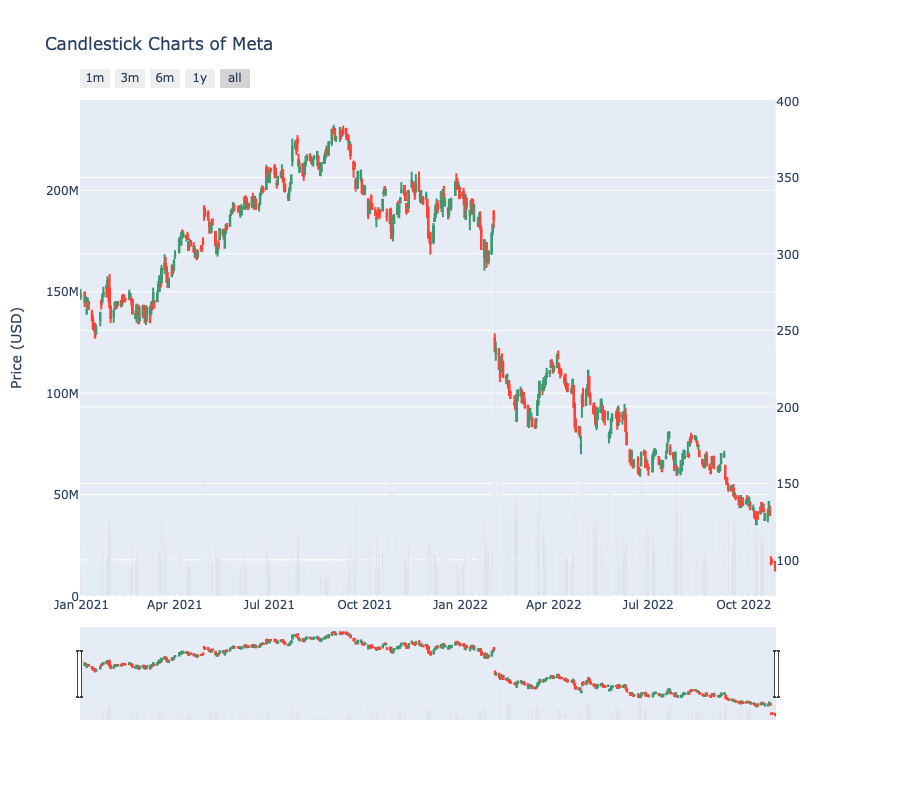 Candlestick Charts of Meta
1m 3m 6m 1y all
400
350
300
250
200
150
100
200M
150M
100M
50M
0
Price (USD)
Jan 2021 Apr 2021 Jul 2021 Oct 2021 Jan 2022 Apr 2022 Jul 2022 Oct 2022